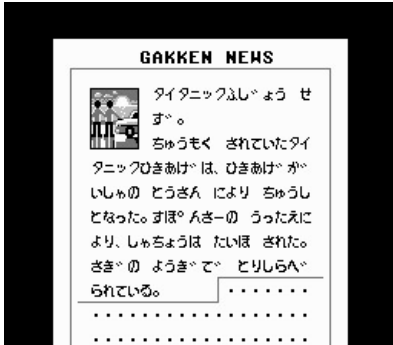 GAKKEN NEWS
タイタニックふじょう せ
ず。
ちゅうもく されていたタイ
タニックひきあげは、ひきあげが
いしゃの とうさん により ちゅうし
となった。すぽんさーの うったえに
より、しゃちょうは たいほ された。
さぎの ようぎで とりしらべ
られている。